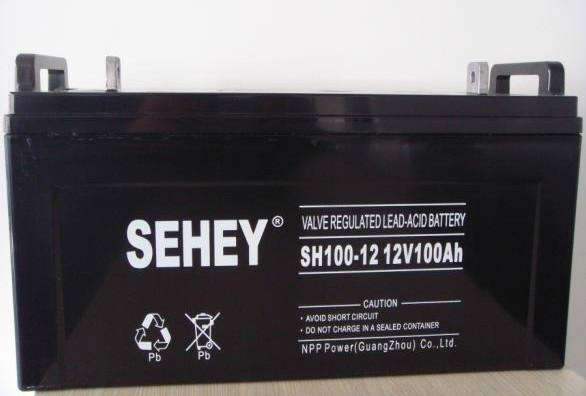 SEHEY®
VALVE REGULATED LEAD-ACID BATTERY
SH100-12 12V100Ah
CAUTION
• AVOID SHORT CIRCUIT
• DO NOT CHARGE IN A SEALED CONTAINER
NPP Power(GuangZhou) Co.,Ltd.
Pb
Pb